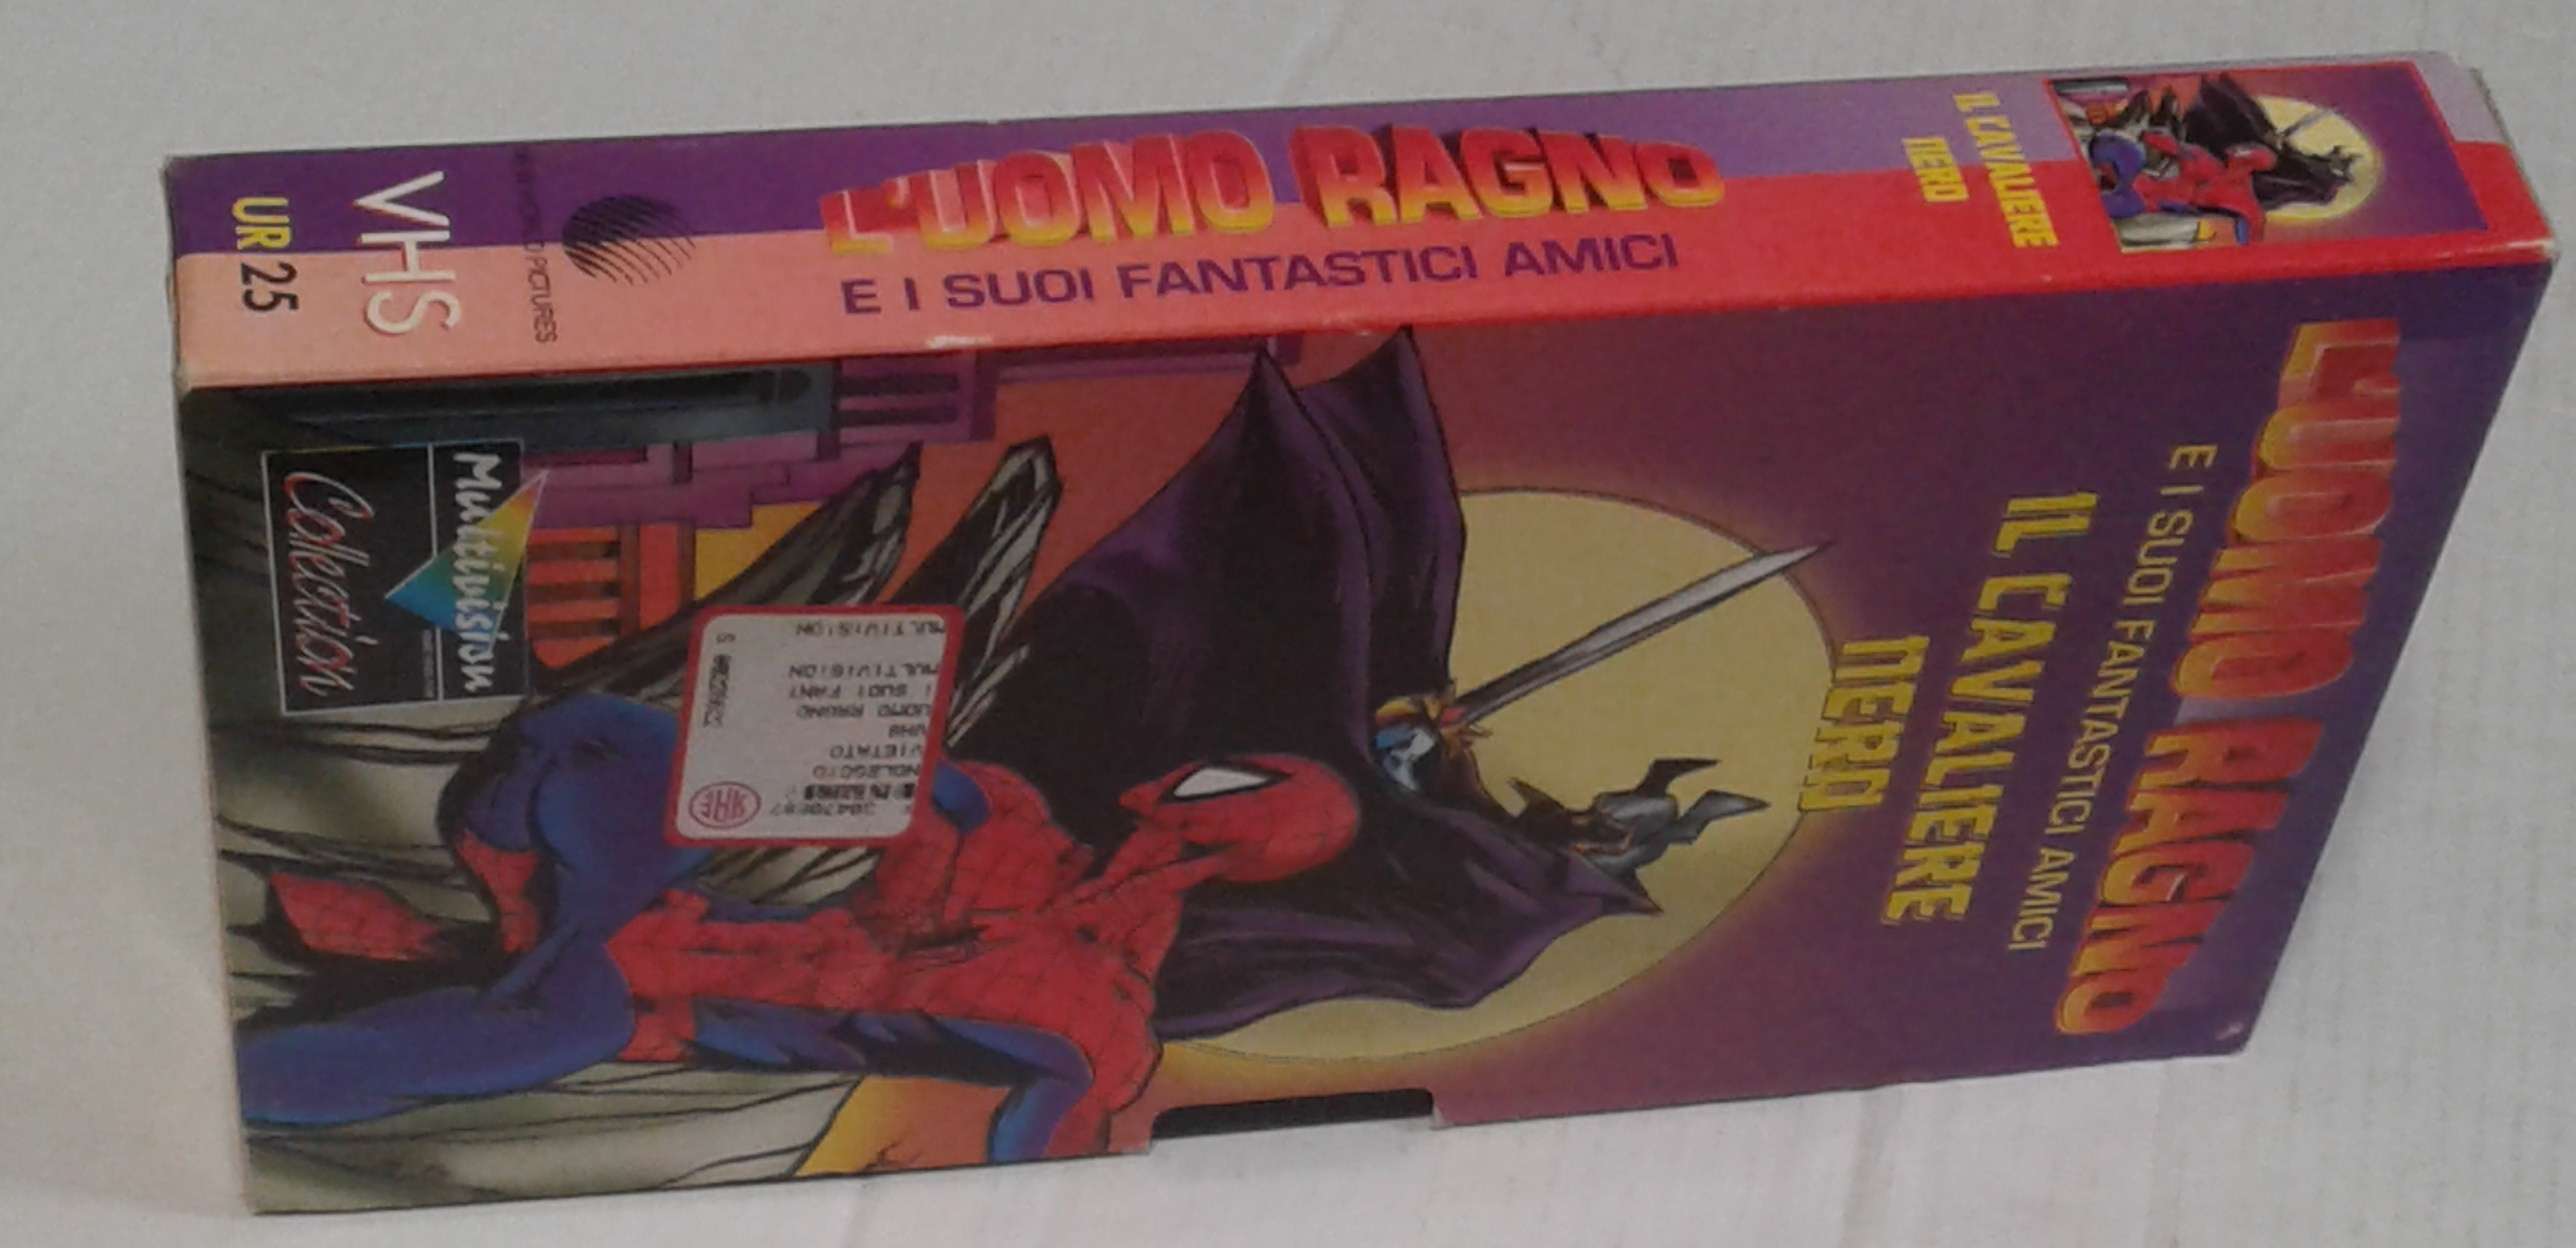 L'UOMO RAGNO
E I SUOI FANTASTICI AMICI
IL CAVALIERE
NERO
PICTURES
VHS
UR 25
L'UOMO RAGNO
E I SUOI FANTASTICI AMICI
IL CAVALIERE
NERO
Multivision
Collection
MULTIVISION
MULTIVISION
I SUOI FANT
UOMO RAGNO
VHS
VIETATO
NOLEGGIO